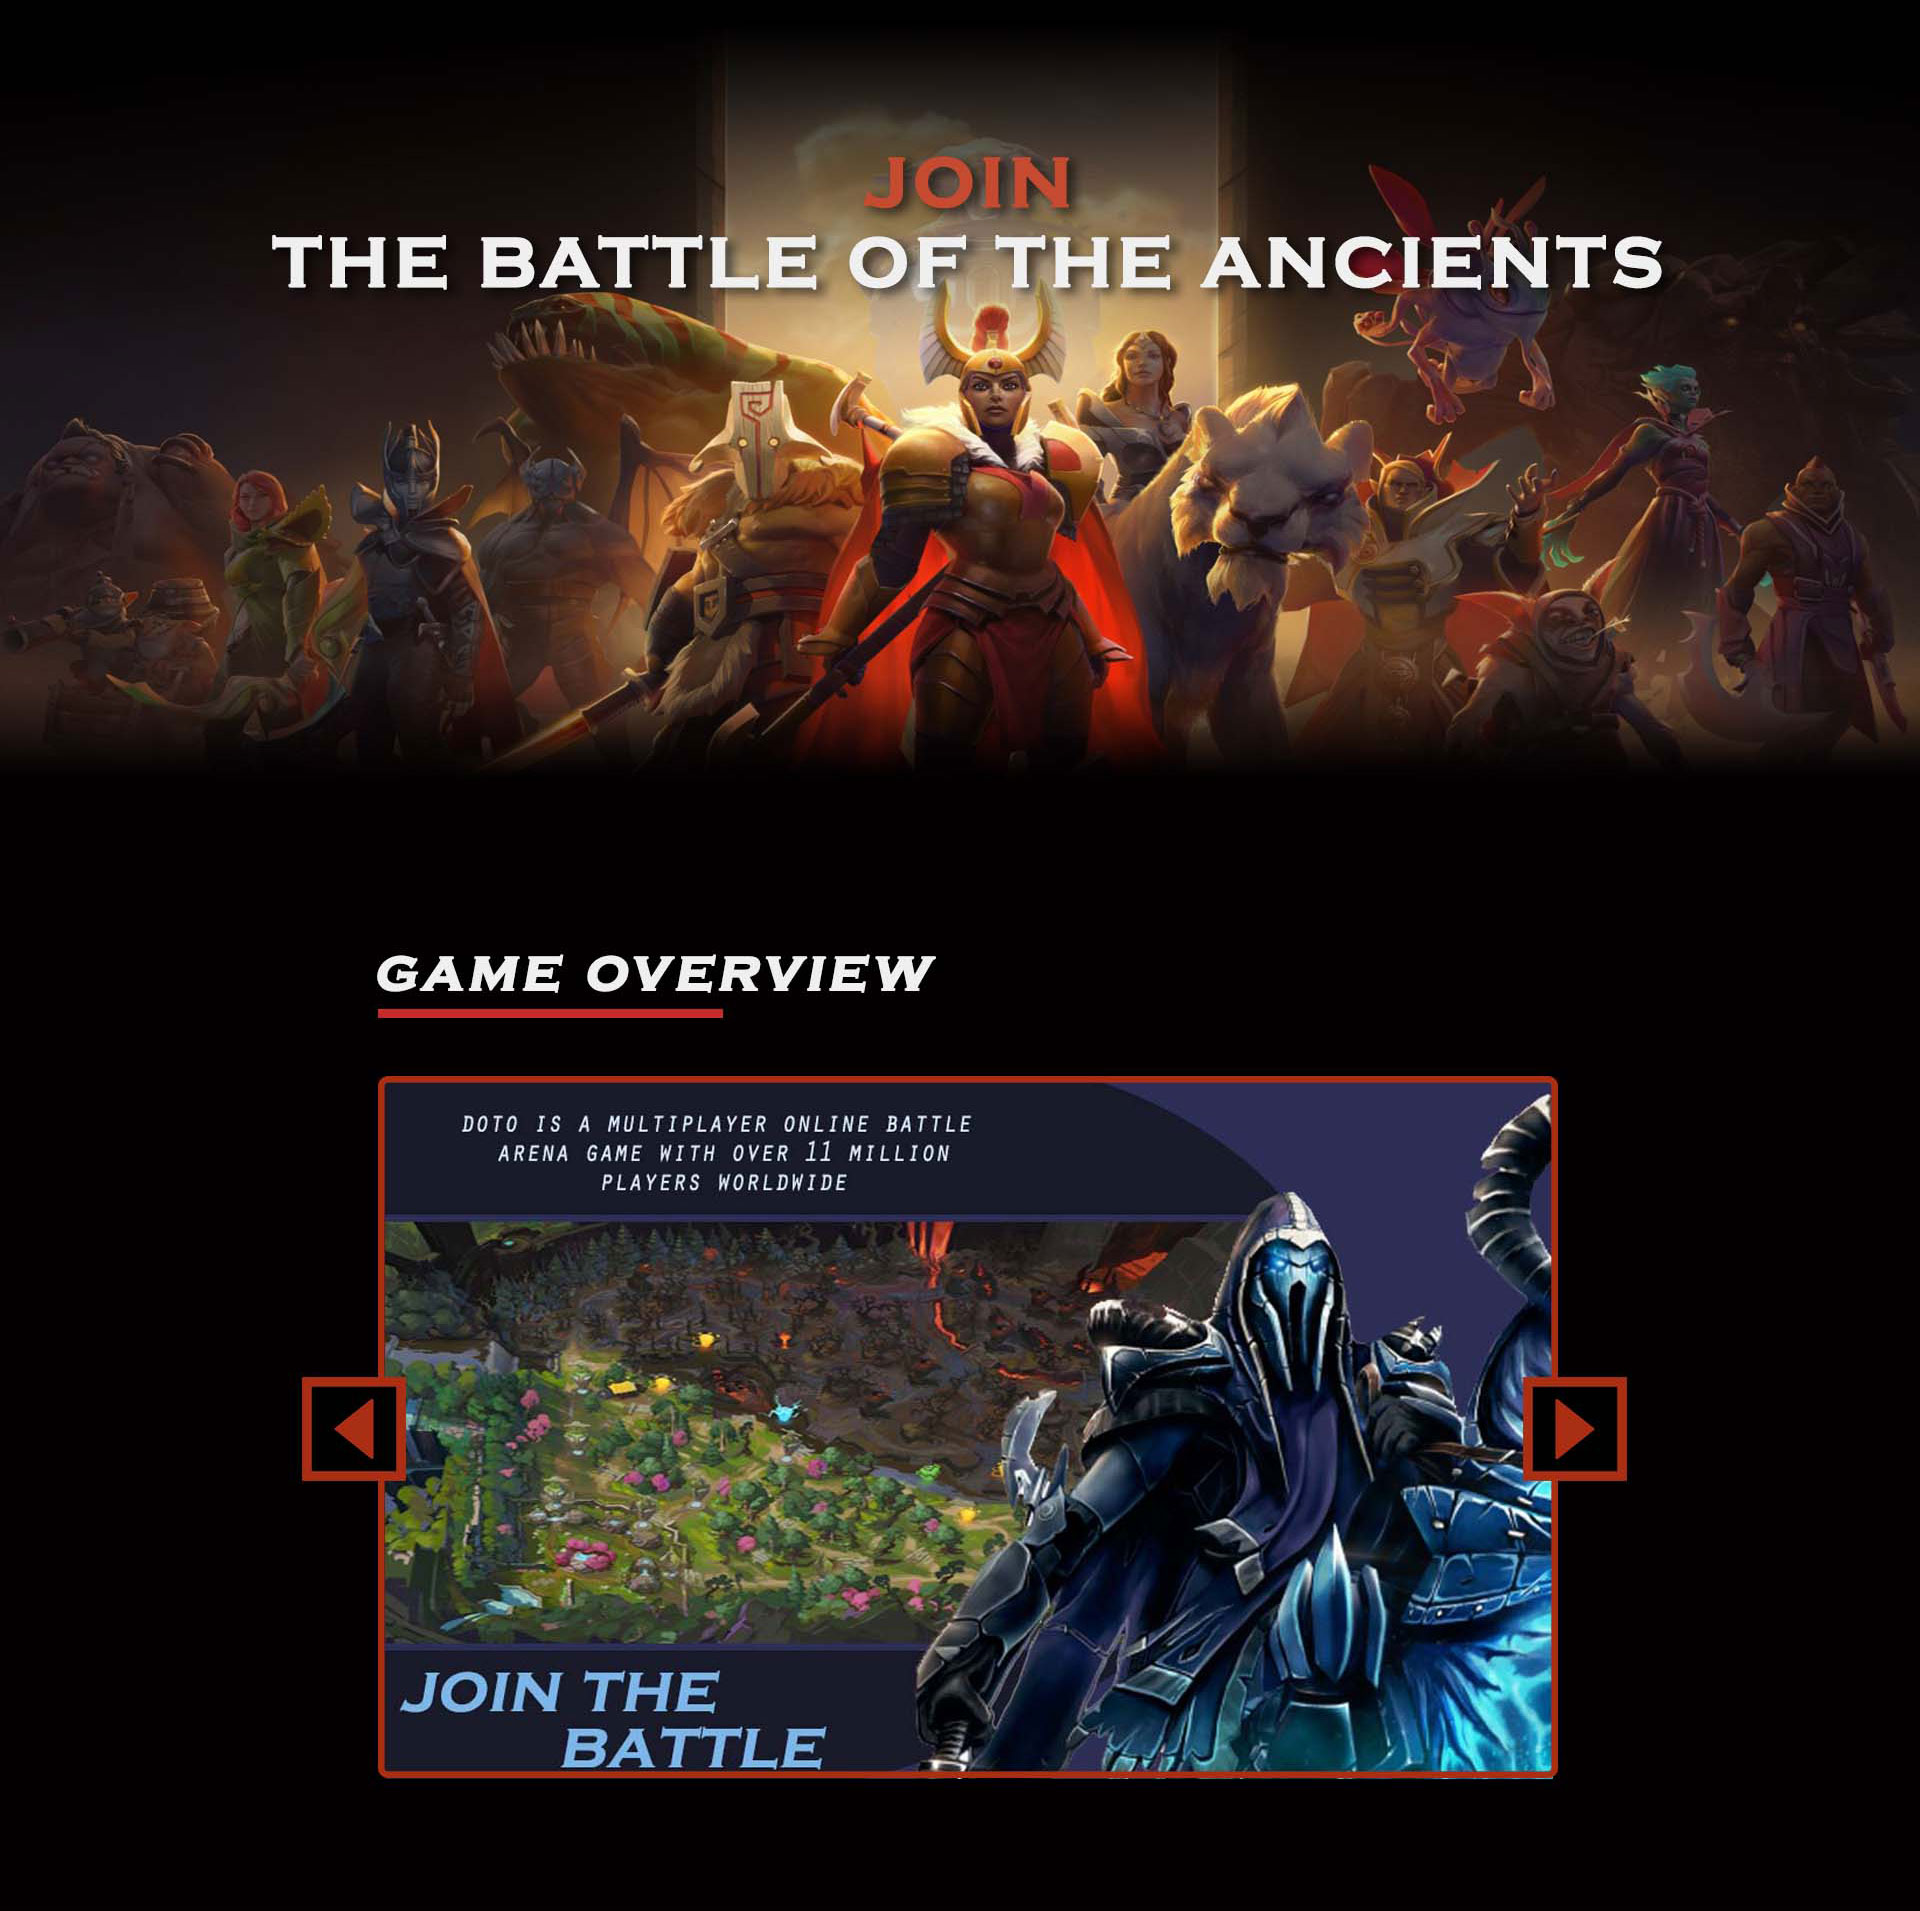 JOIN
THE BATTLE OF THE ANCIENTS
GAME OVERVIEW
DOTO IS A MULTIPLAYER ONLINE BATTLE
ARENA GAME WITH OVER 11 MILLION
PLAYERS WORLDWIDE
JOIN THE
BATTLE